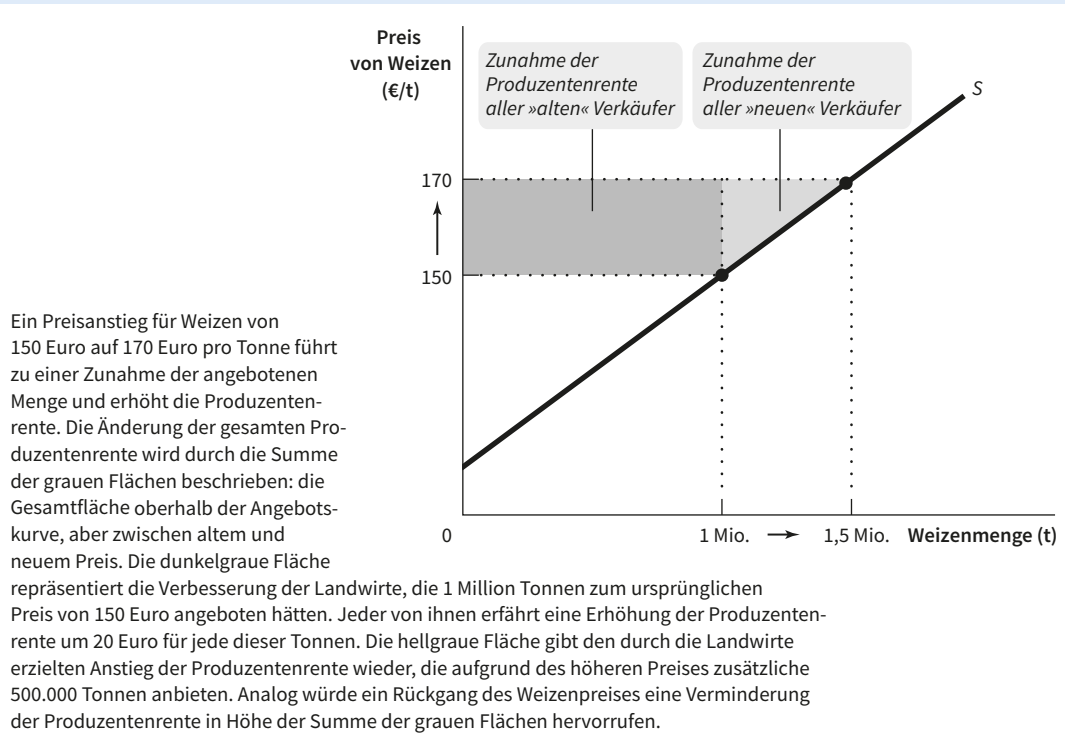 Preis
von Weizen
(€/t)
Zunahme der
Produzentenrente
aller »alten« Verkäufer
Zunahme der
Produzentenrente
aller »neuen« Verkäufer
S
170
150
0
1 Mio.
1,5 Mio.
Weizenmenge (t)
Ein Preisanstieg für Weizen von
150 Euro auf 170 Euro pro Tonne führt
zu einer Zunahme der angebotenen
Menge und erhöht die Produzenten-
rente. Die Änderung der gesamten Pro-
duzentenrente wird durch die Summe
der grauen Flächen beschrieben: die
Gesamtfläche oberhalb der Angebots-
kurve, aber zwischen altem und
neuem Preis. Die dunkelgraue Fläche
repräsentiert die Verbesserung der Landwirte, die 1 Million Tonnen zum ursprünglichen
Preis von 150 Euro angeboten hätten. Jeder von ihnen erfährt eine Erhöhung der Produzenten-
rente um 20 Euro für jede dieser Tonnen. Die hellgraue Fläche gibt den durch die Landwirte
erzielten Anstieg der Produzentenrente wieder, die aufgrund des höheren Preises zusätzliche
500.000 Tonnen anbieten. Analog würde ein Rückgang des Weizenpreises eine Verminderung
der Produzentenrente in Höhe der Summe der grauen Flächen hervorrufen.